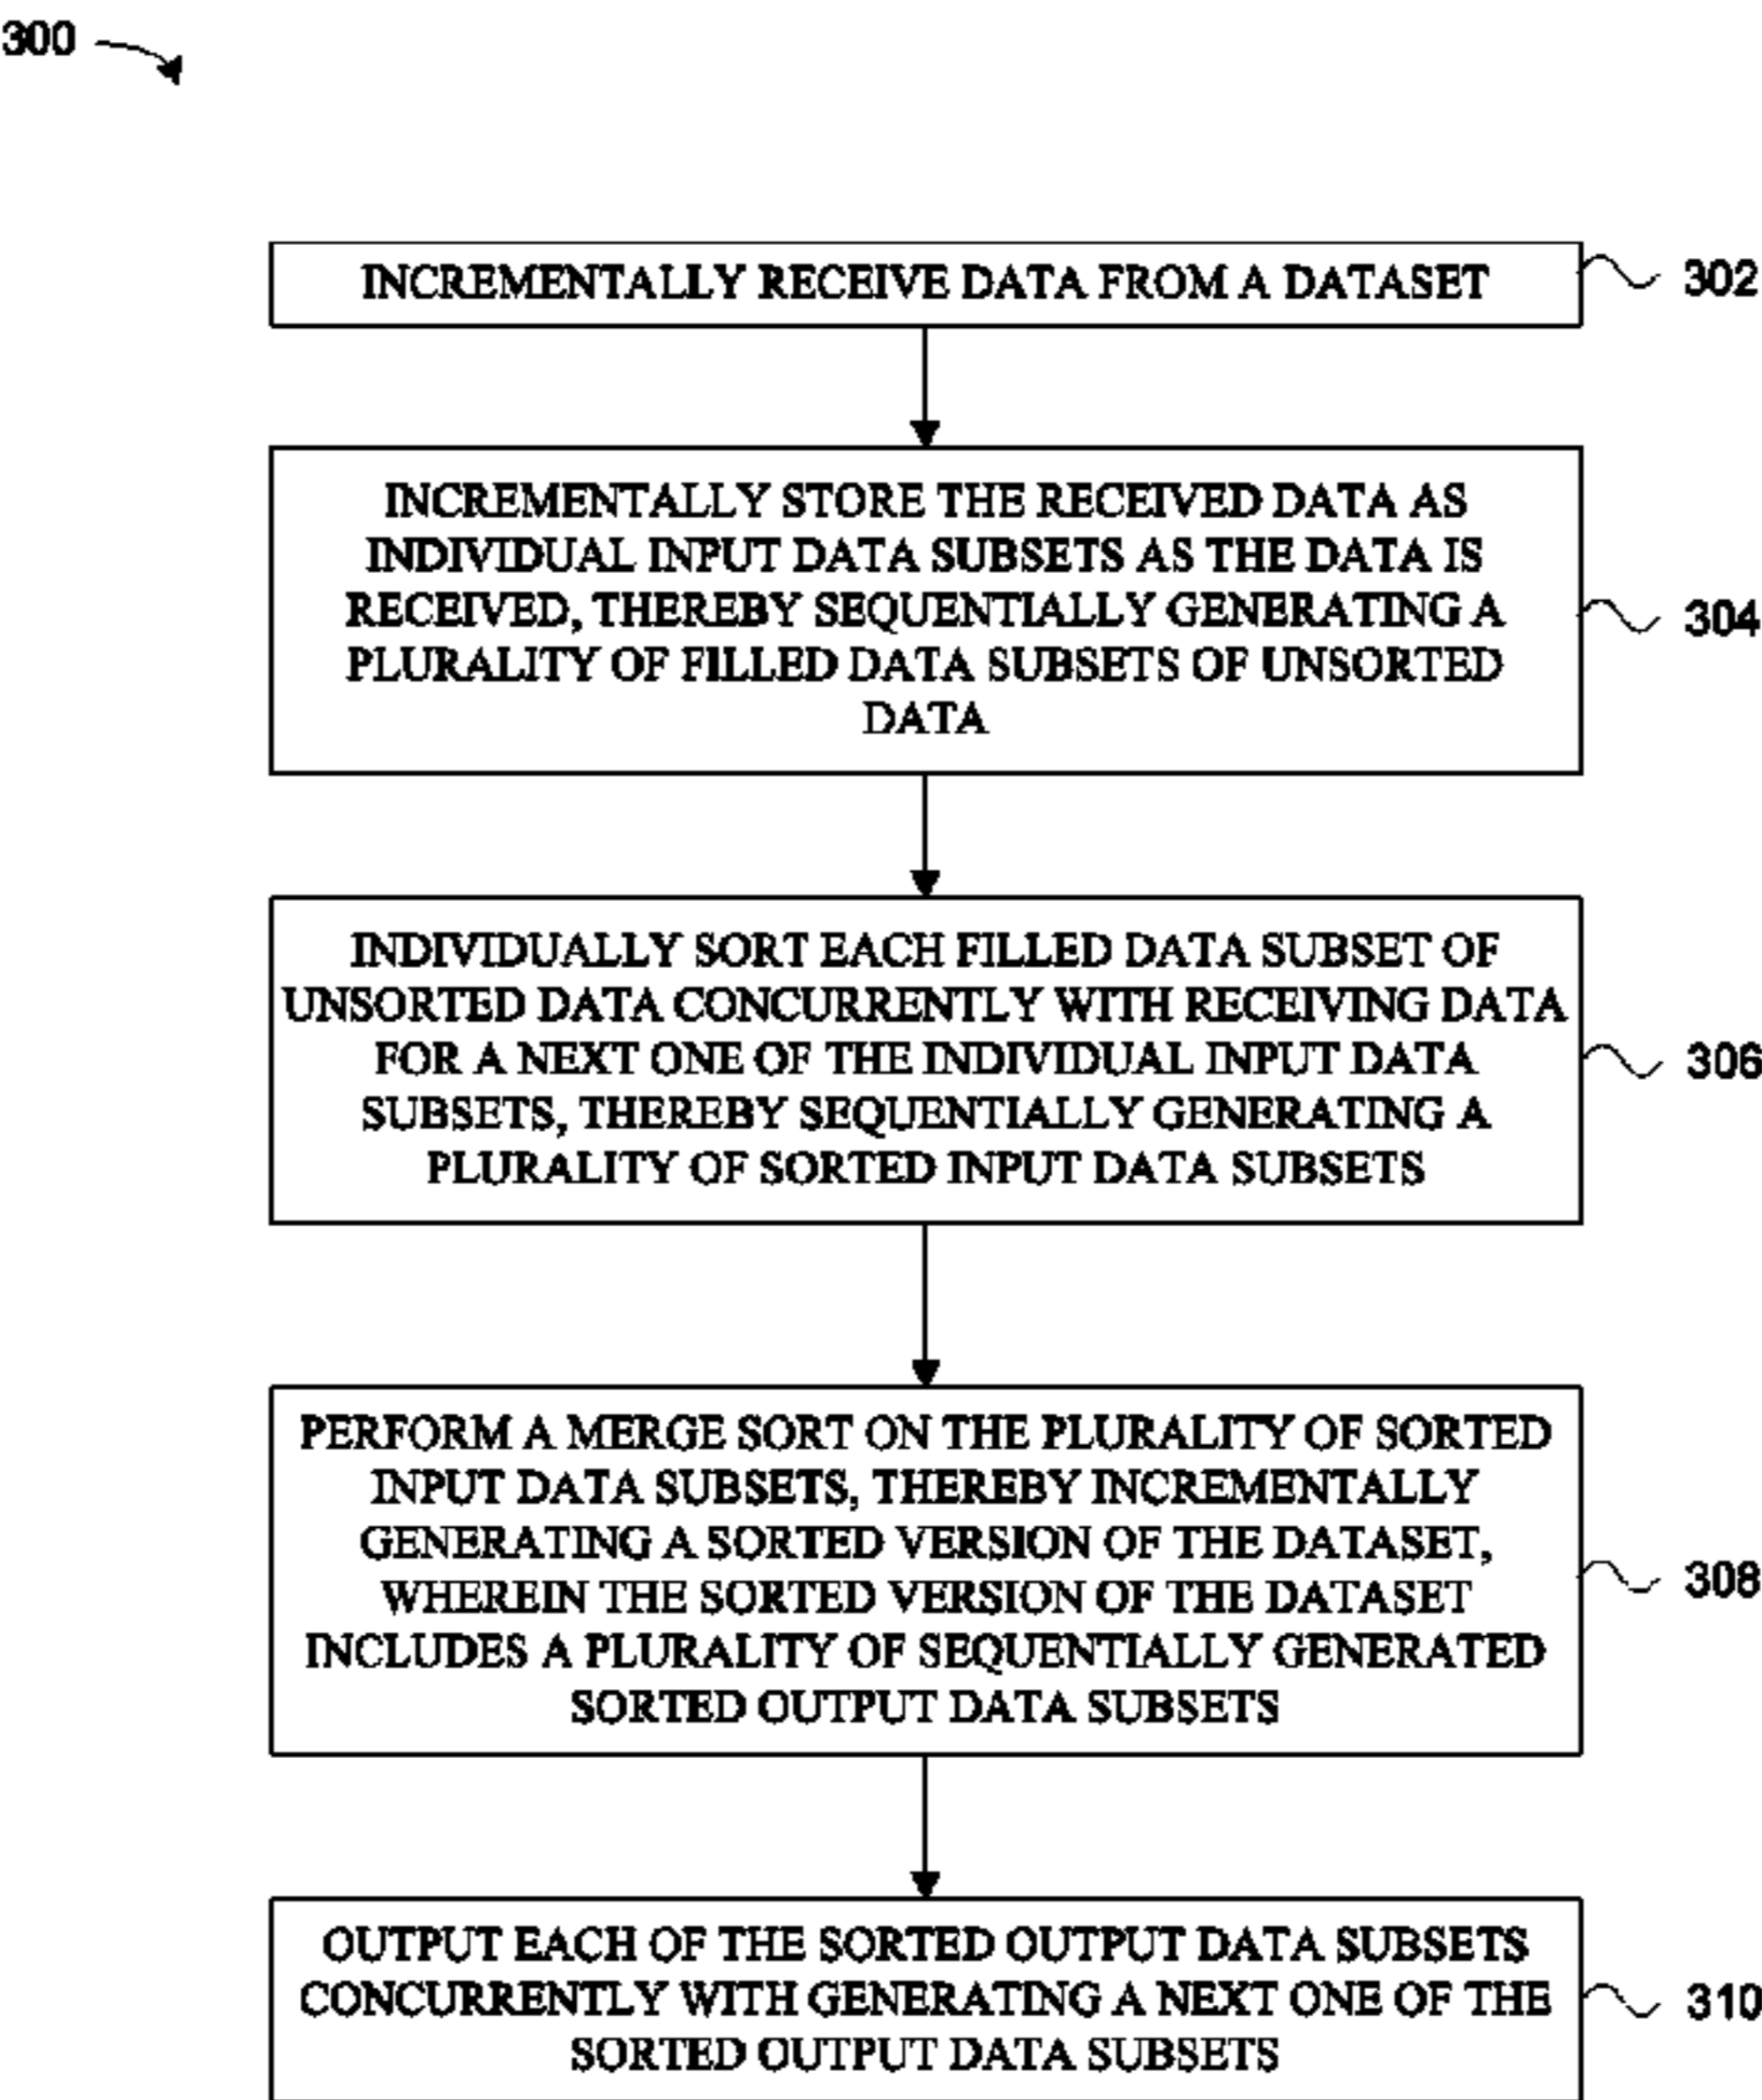 300
INCREMENTALLY RECEIVE DATA FROM A DATASET
302
INCREMENTALLY STORE THE RECEIVED DATA AS
INDIVIDUAL INPUT DATA SUBSETS AS THE DATA IS
RECEIVED, THEREBY SEQUENTIALLY GENERATING A
PLURALITY OF FILLED DATA SUBSETS OF UNSORTED
DATA
304
INDIVIDUALLY SORT EACH FILLED DATA SUBSET OF
UNSORTED DATA CONCURRENTLY WITH RECEIVING DATA
FOR A NEXT ONE OF THE INDIVIDUAL INPUT DATA
SUBSETS, THEREBY SEQUENTIALLY GENERATING A
PLURALITY OF SORTED INPUT DATA SUBSETS
306
PERFORM A MERGE SORT ON THE PLURALITY OF SORTED
INPUT DATA SUBSETS, THEREBY INCREMENTALLY
GENERATING A SORTED VERSION OF THE DATASET,
WHEREIN THE SORTED VERSION OF THE DATASET
INCLUDES A PLURALITY OF SEQUENTIALLY GENERATED
SORTED OUTPUT DATA SUBSETS
308
OUTPUT EACH OF THE SORTED OUTPUT DATA SUBSETS
CONCURRENTLY WITH GENERATING A NEXT ONE OF THE
SORTED OUTPUT DATA SUBSETS
310